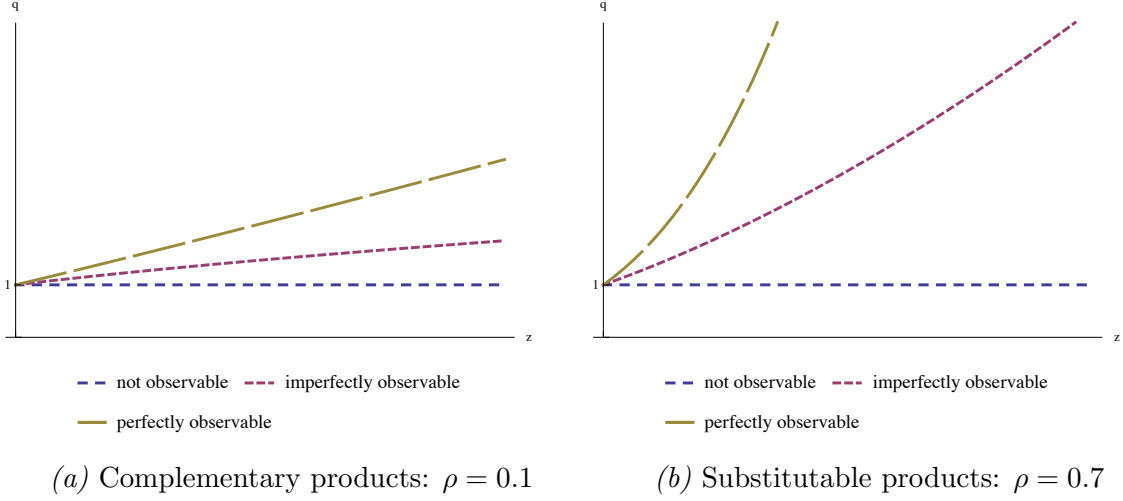 q
1
z
not observable
imperfectly observable
perfectly observable
(a) Complementary products: ρ = 0.1
q
1
z
not observable
imperfectly observable
perfectly observable
(b) Substitutable products: ρ = 0.7